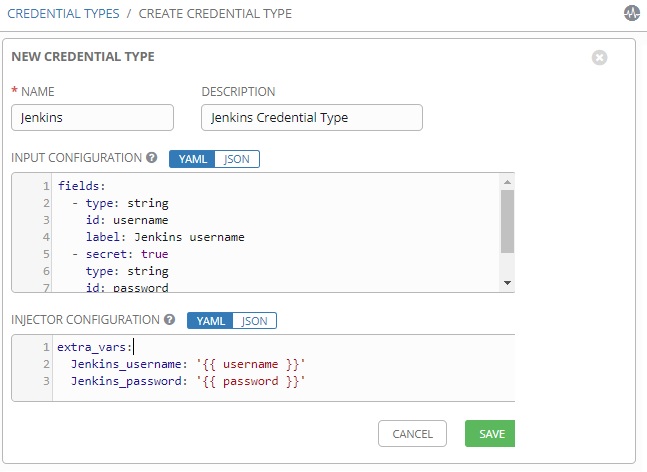 CREDENTIAL TYPES / CREATE CREDENTIAL TYPE
NEW CREDENTIAL TYPE
* NAME DESCRIPTION
Jenkins Jenkins Credential Type
INPUT CONFIGURATION ? YAML JSON
1 fields:
2   - type: string
3     id: username
4     label: Jenkins username
5   - secret: true
6     type: string
7     id: password
INJECTOR CONFIGURATION ? YAML JSON
1 extra_vars:
2   Jenkins_username: '{{ username }}'
3   Jenkins_password: '{{ password }}'
CANCEL SAVE